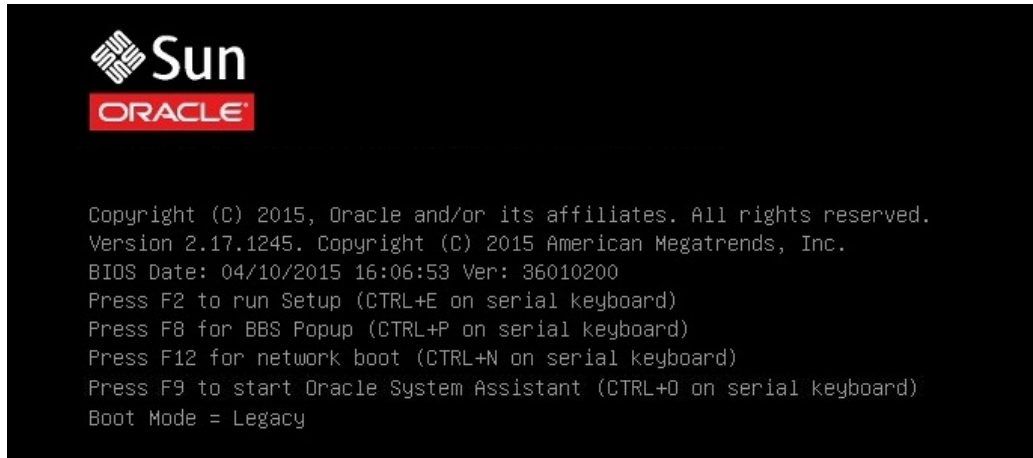 Sun
ORACLE
Copyright (C) 2015, Oracle and/or its affiliates. All rights reserved.
Version 2.17.1245. Copyright (C) 2015 American Megatrends, Inc.
BIOS Date: 04/10/2015 16:06:53 Ver: 36010200
Press F2 to run Setup (CTRL+E on serial keyboard)
Press F8 for BBS Popup (CTRL+P on serial keyboard)
Press F12 for network boot (CTRL+N on serial keyboard)
Press F9 to start Oracle System Assistant (CTRL+O on serial keyboard)
Boot Mode = Legacy